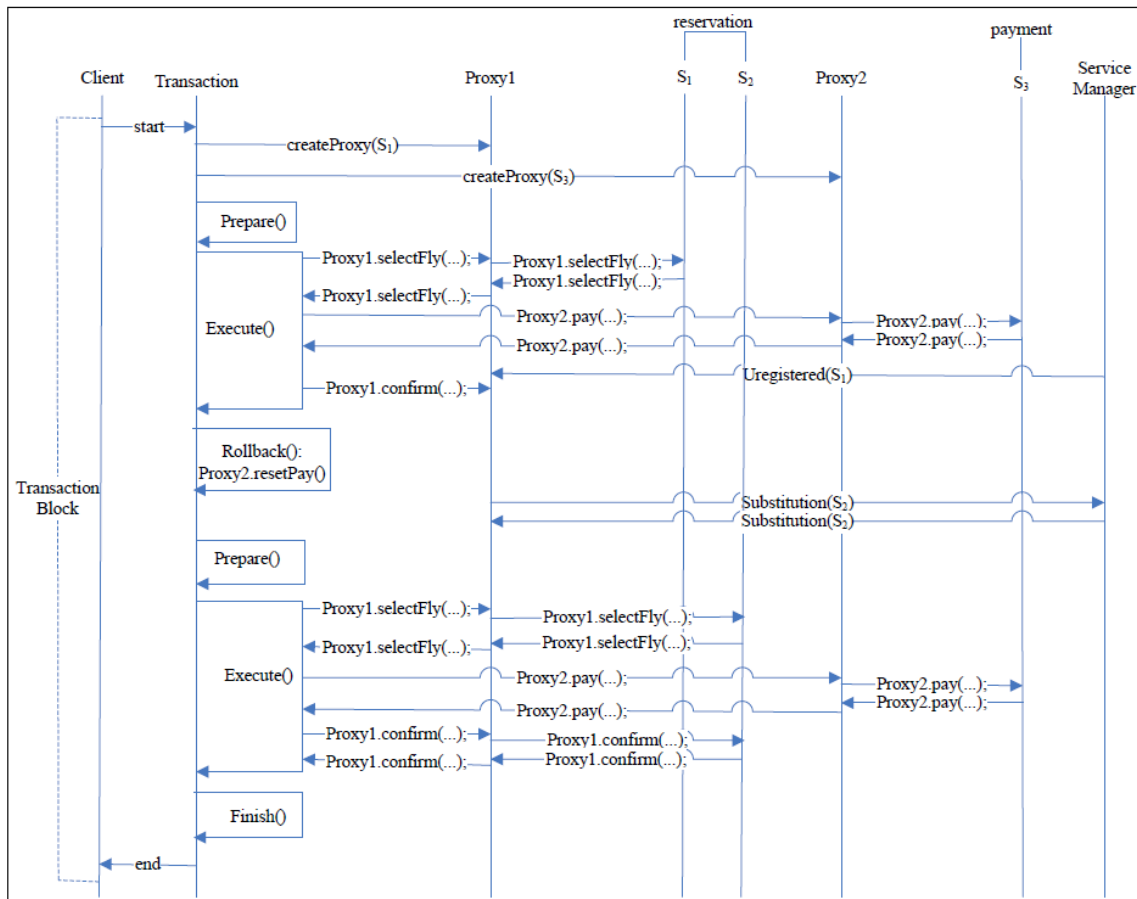 reservation
payment
Client
Transaction
Proxy1
S₁
S₂
Proxy2
S₃
Service
Manager
start
createProxy(S₁)
createProxy(S₃)
Prepare()
Proxy1.selectFly(...);
Proxy1.selectFly(...);
Proxy1.selectFly(...);
Proxy1.selectFly(...);
Execute()
Proxy2.pay(...);
Proxy2.pay(...);
Proxy2.pay(...);
Proxy2.pay(...);
Uregistered(S₁)
Proxy1.confirm(...);
Rollback():
Proxy2.resetPay()
Transaction
Block
Substitution(S₂)
Substitution(S₂)
Prepare()
Proxy1.selectFly(...);
Proxy1.selectFly(...);
Proxy1.selectFly(...);
Proxy1.selectFly(...);
Execute()
Proxy2.pay(...);
Proxy2.pay(...);
Proxy2.pay(...);
Proxy2.pay(...);
Proxy1.confirm(...);
Proxy1.confirm(...);
Proxy1.confirm(...);
Proxy1.confirm(...);
Finish()
end